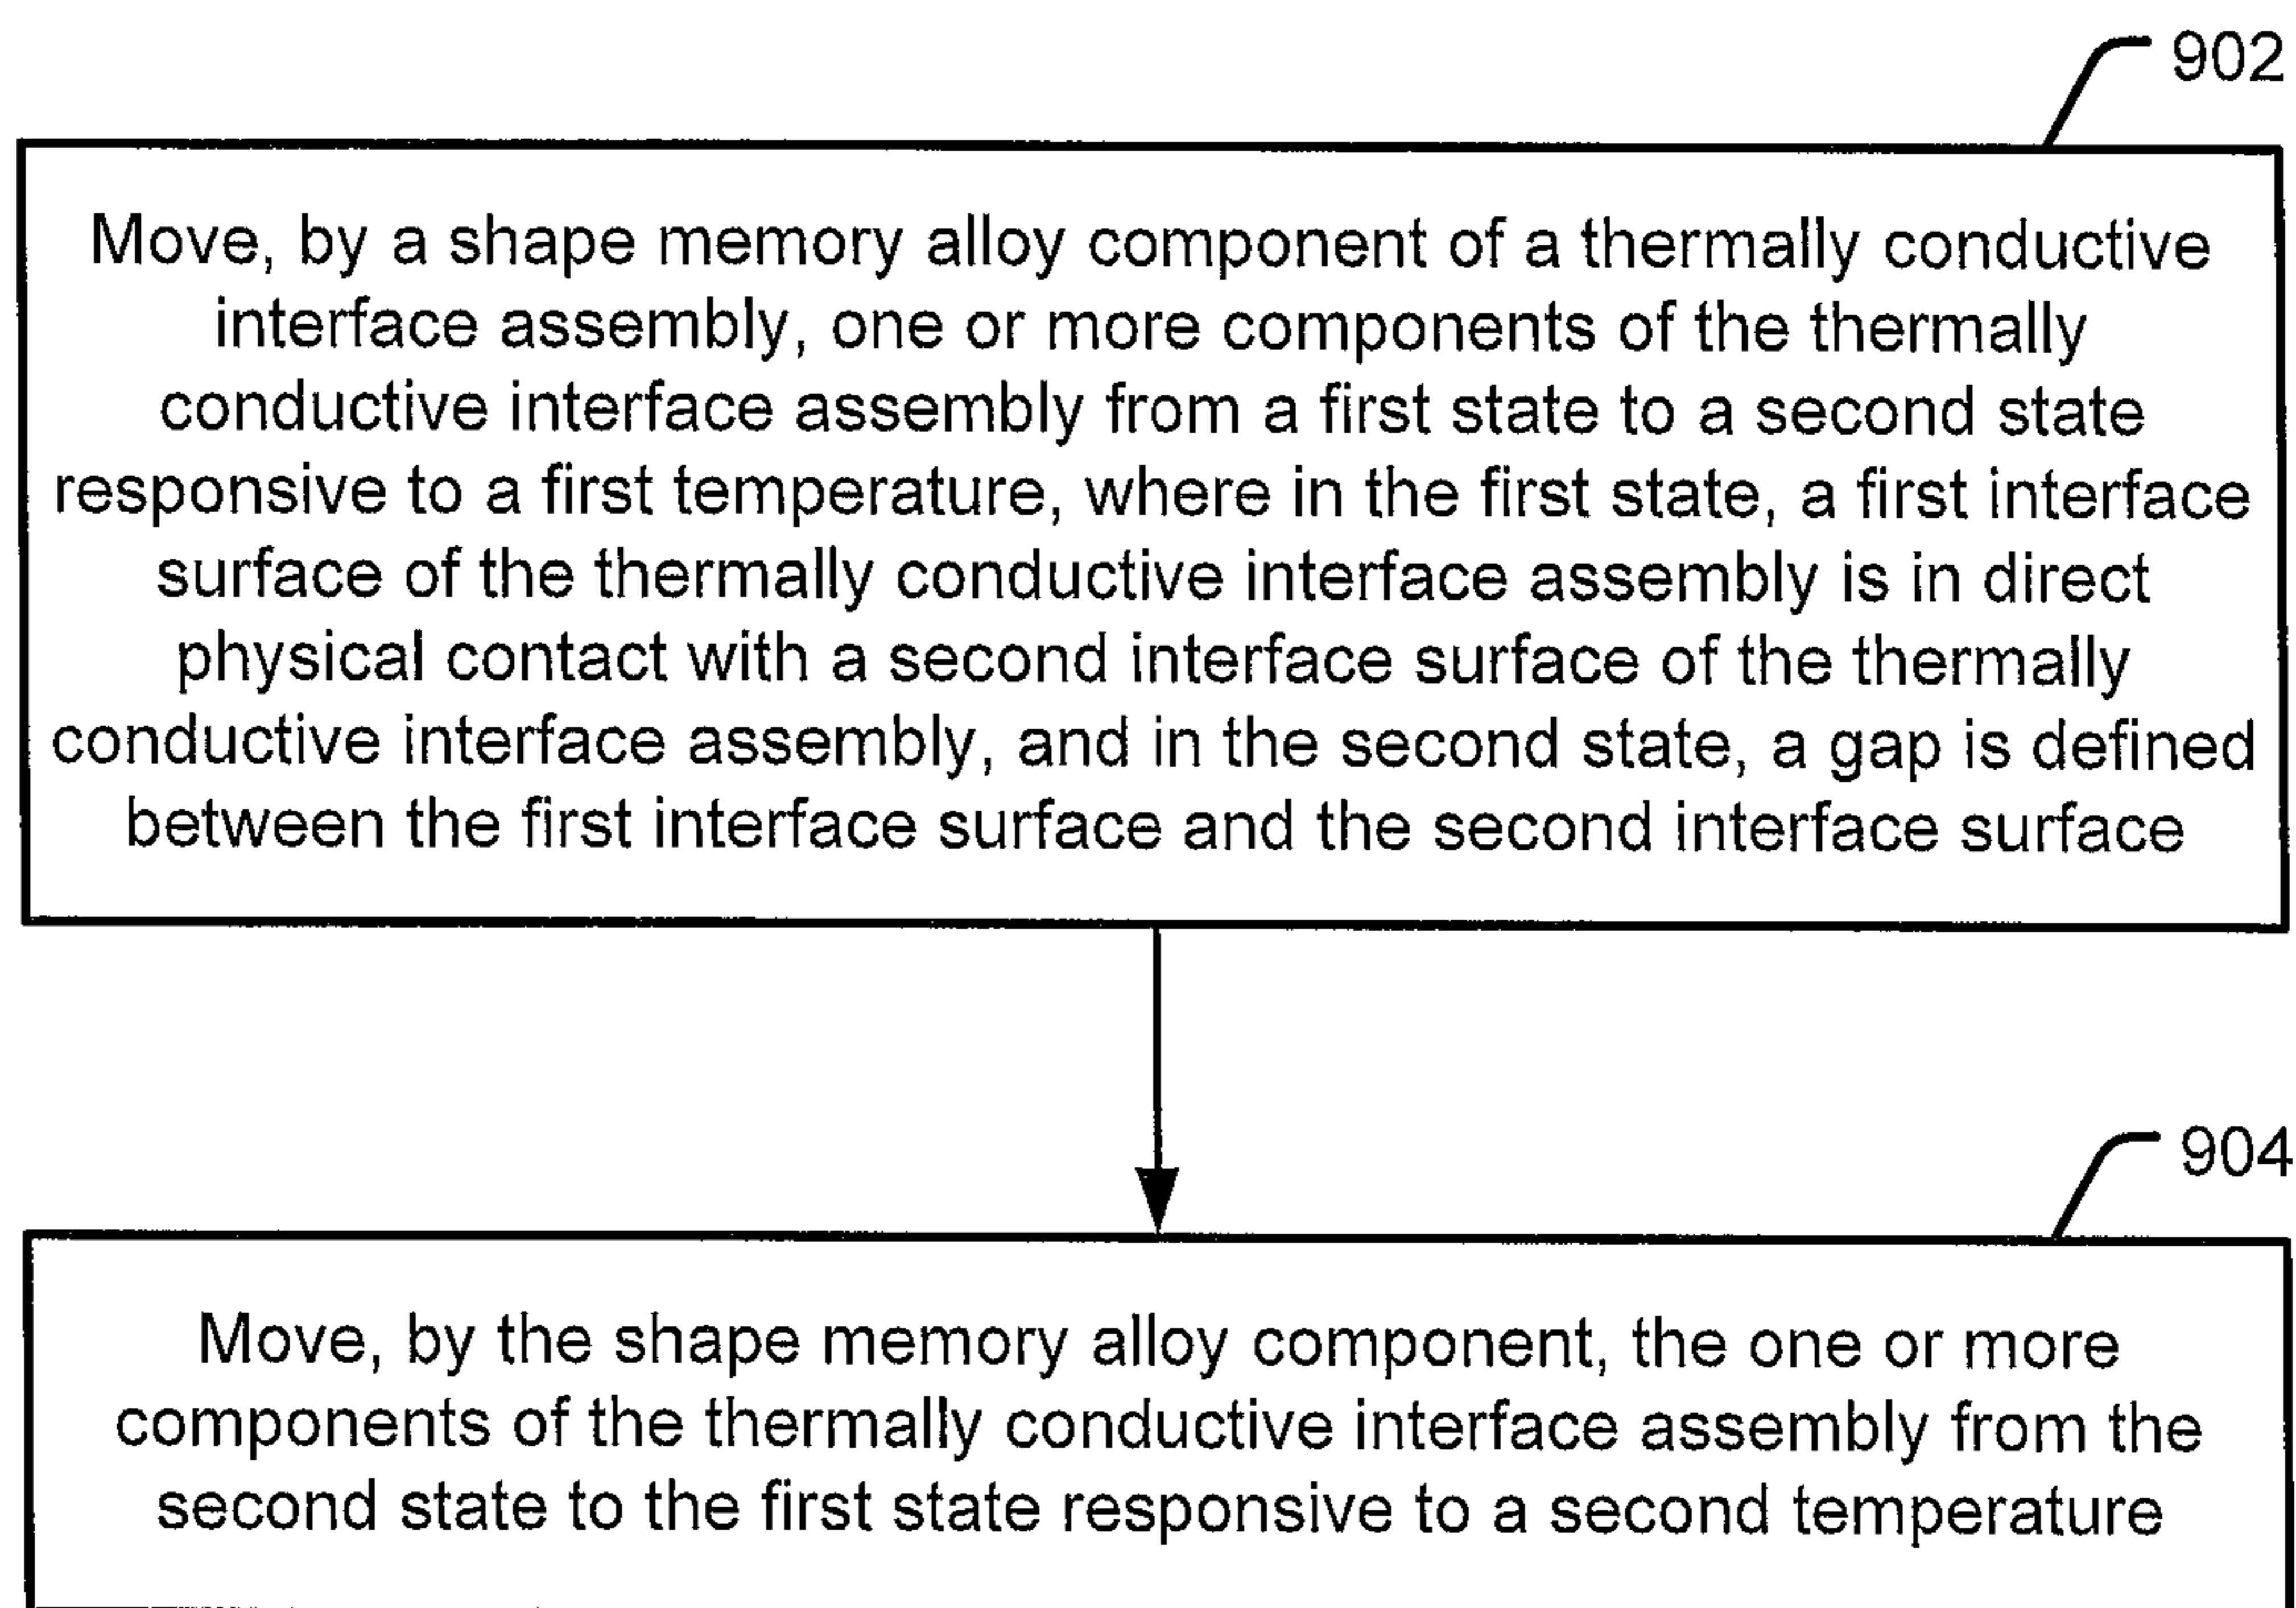 902
Move, by a shape memory alloy component of a thermally conductive
interface assembly, one or more components of the thermally
conductive interface assembly from a first state to a second state
responsive to a first temperature, where in the first state, a first interface
surface of the thermally conductive interface assembly is in direct
physical contact with a second interface surface of the thermally
conductive interface assembly, and in the second state, a gap is defined
between the first interface surface and the second interface surface
904
Move, by the shape memory alloy component, the one or more
components of the thermally conductive interface assembly from the
second state to the first state responsive to a second temperature